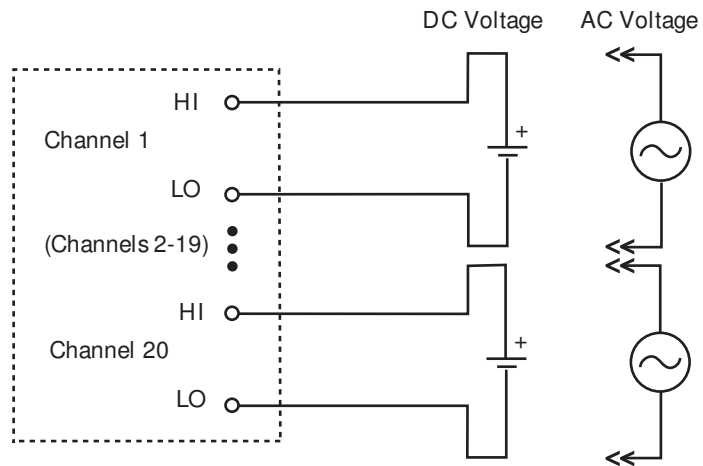 DC Voltage AC Voltage
HI
+
Channel 1
LO
(Channels 2-19)
HI
+
Channel 20
LO